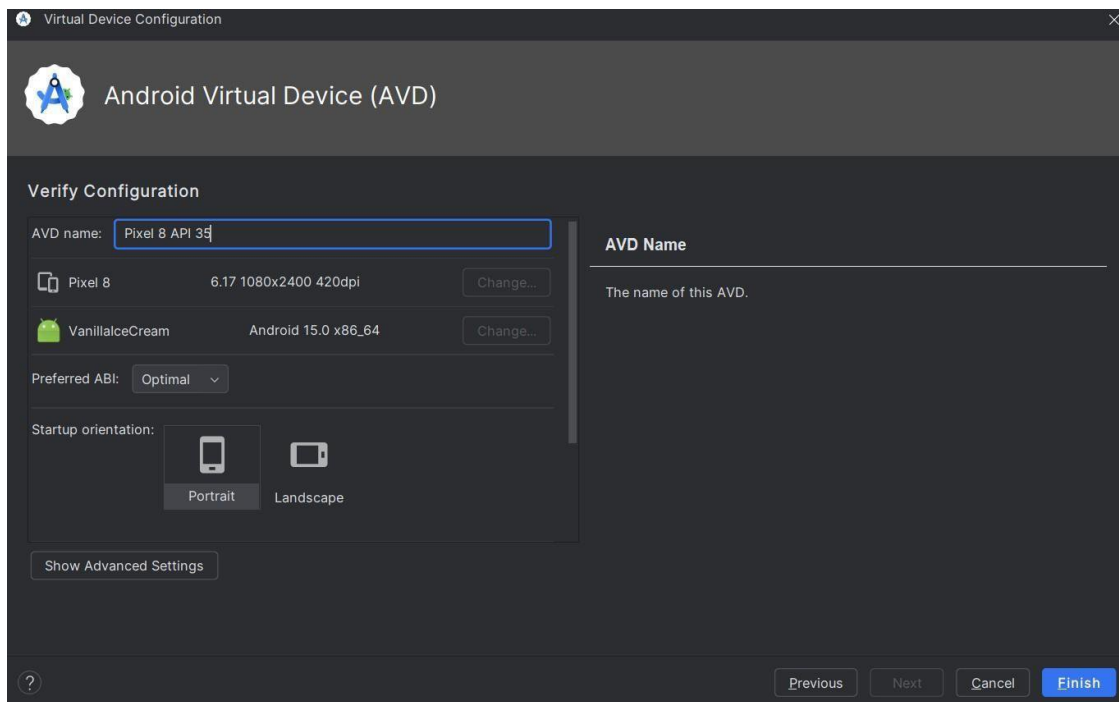 Virtual Device Configuration
Android Virtual Device (AVD)
Verify Configuration
AVD name: Pixel 8 API 35
Pixel 8 6.17 1080x2400 420dpi Change...
VanillaIceCream Android 15.0 x86_64 Change...
Preferred ABI: Optimal
Startup orientation:
Portrait Landscape
Show Advanced Settings
AVD Name
The name of this AVD.
? Previous Next Cancel Finish